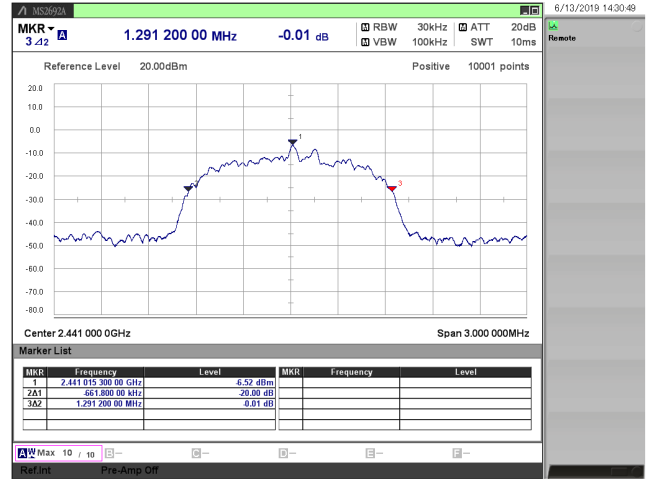 MS2692A
6/13/2019 14:30:49
MKR A 1.291 200 00 MHz -0.01 dB M RBW 30kHz M ATT 20dB
3⊿2 M VBW 100kHz SWT 10ms
Remote
Reference Level 20.00dBm Positive 10001 points
20.0
10.0
0.0
1
-10.0
-20.0
2 3
-30.0
-40.0
-50.0
-60.0
-70.0
-80.0
Center 2.441 000 0GHz Span 3.000 000MHz
Marker List
MKR Frequency Level MKR Frequency Level
1 2.441 015 300 00 GHz -6.52 dBm
2Δ1 -661.800 00 kHz -20.00 dB
3Δ2 1.291 200 00 MHz -0.01 dB
A W Max 10 / 10 B – C – D – E – F –
Ref.Int Pre-Amp Off